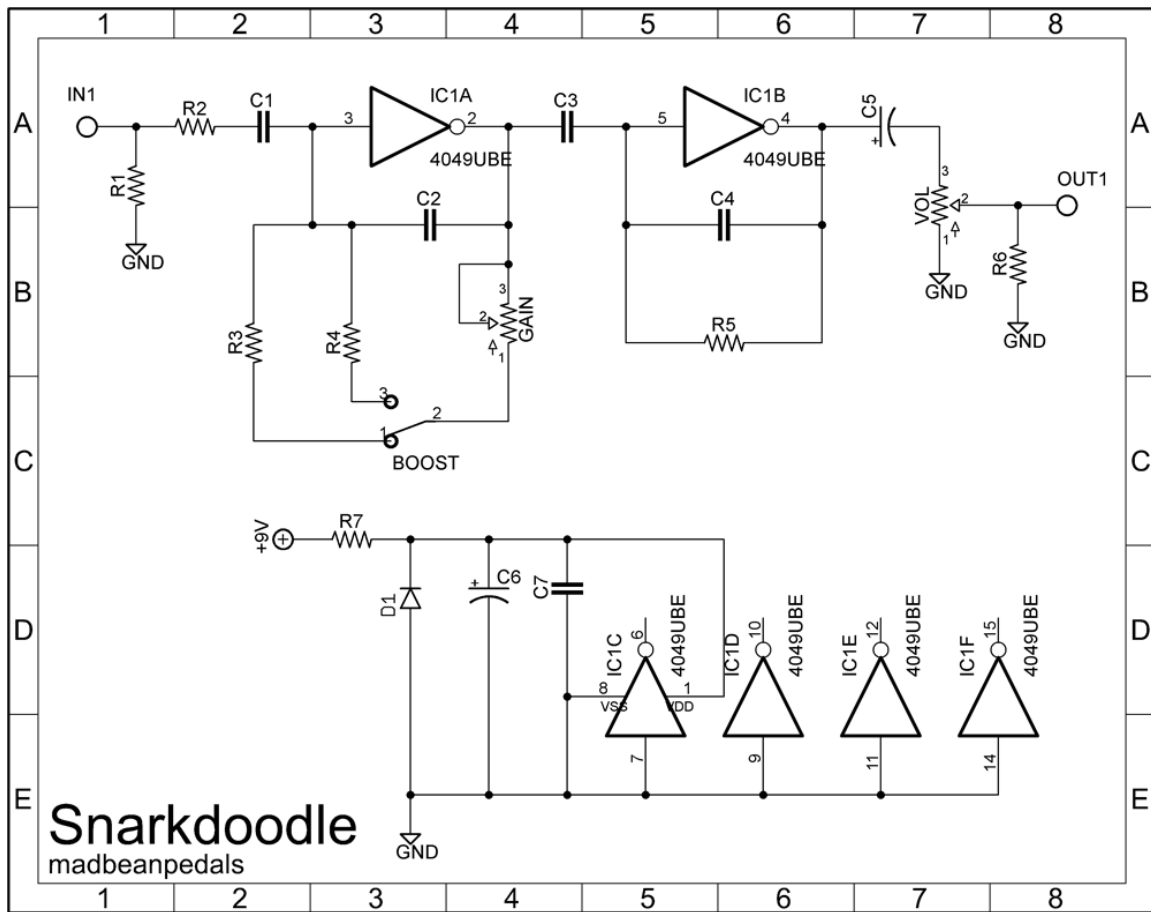 1 2 3 4 5 6 7 8
A A
B B
C C
D D
E E
IN1
R1
GND
R2
C1
3
IC1A
2
4049UBE
C2
R3
R4
3
2
GAIN
1
3
1
2
BOOST
C3
5
IC1B
4
4049UBE
C4
R5
C5
+
3
VOL
2
1
GND
R6
GND
OUT1
+9V
R7
D1
+
C6
C7
GND
IC1C
6
4049UBE
8
VSS
1
VDD
7
IC1D
10
4049UBE
9
IC1E
12
4049UBE
11
IC1F
15
4049UBE
14
Snarkdoodle
madbeanpedals
1 2 3 4 5 6 7 8